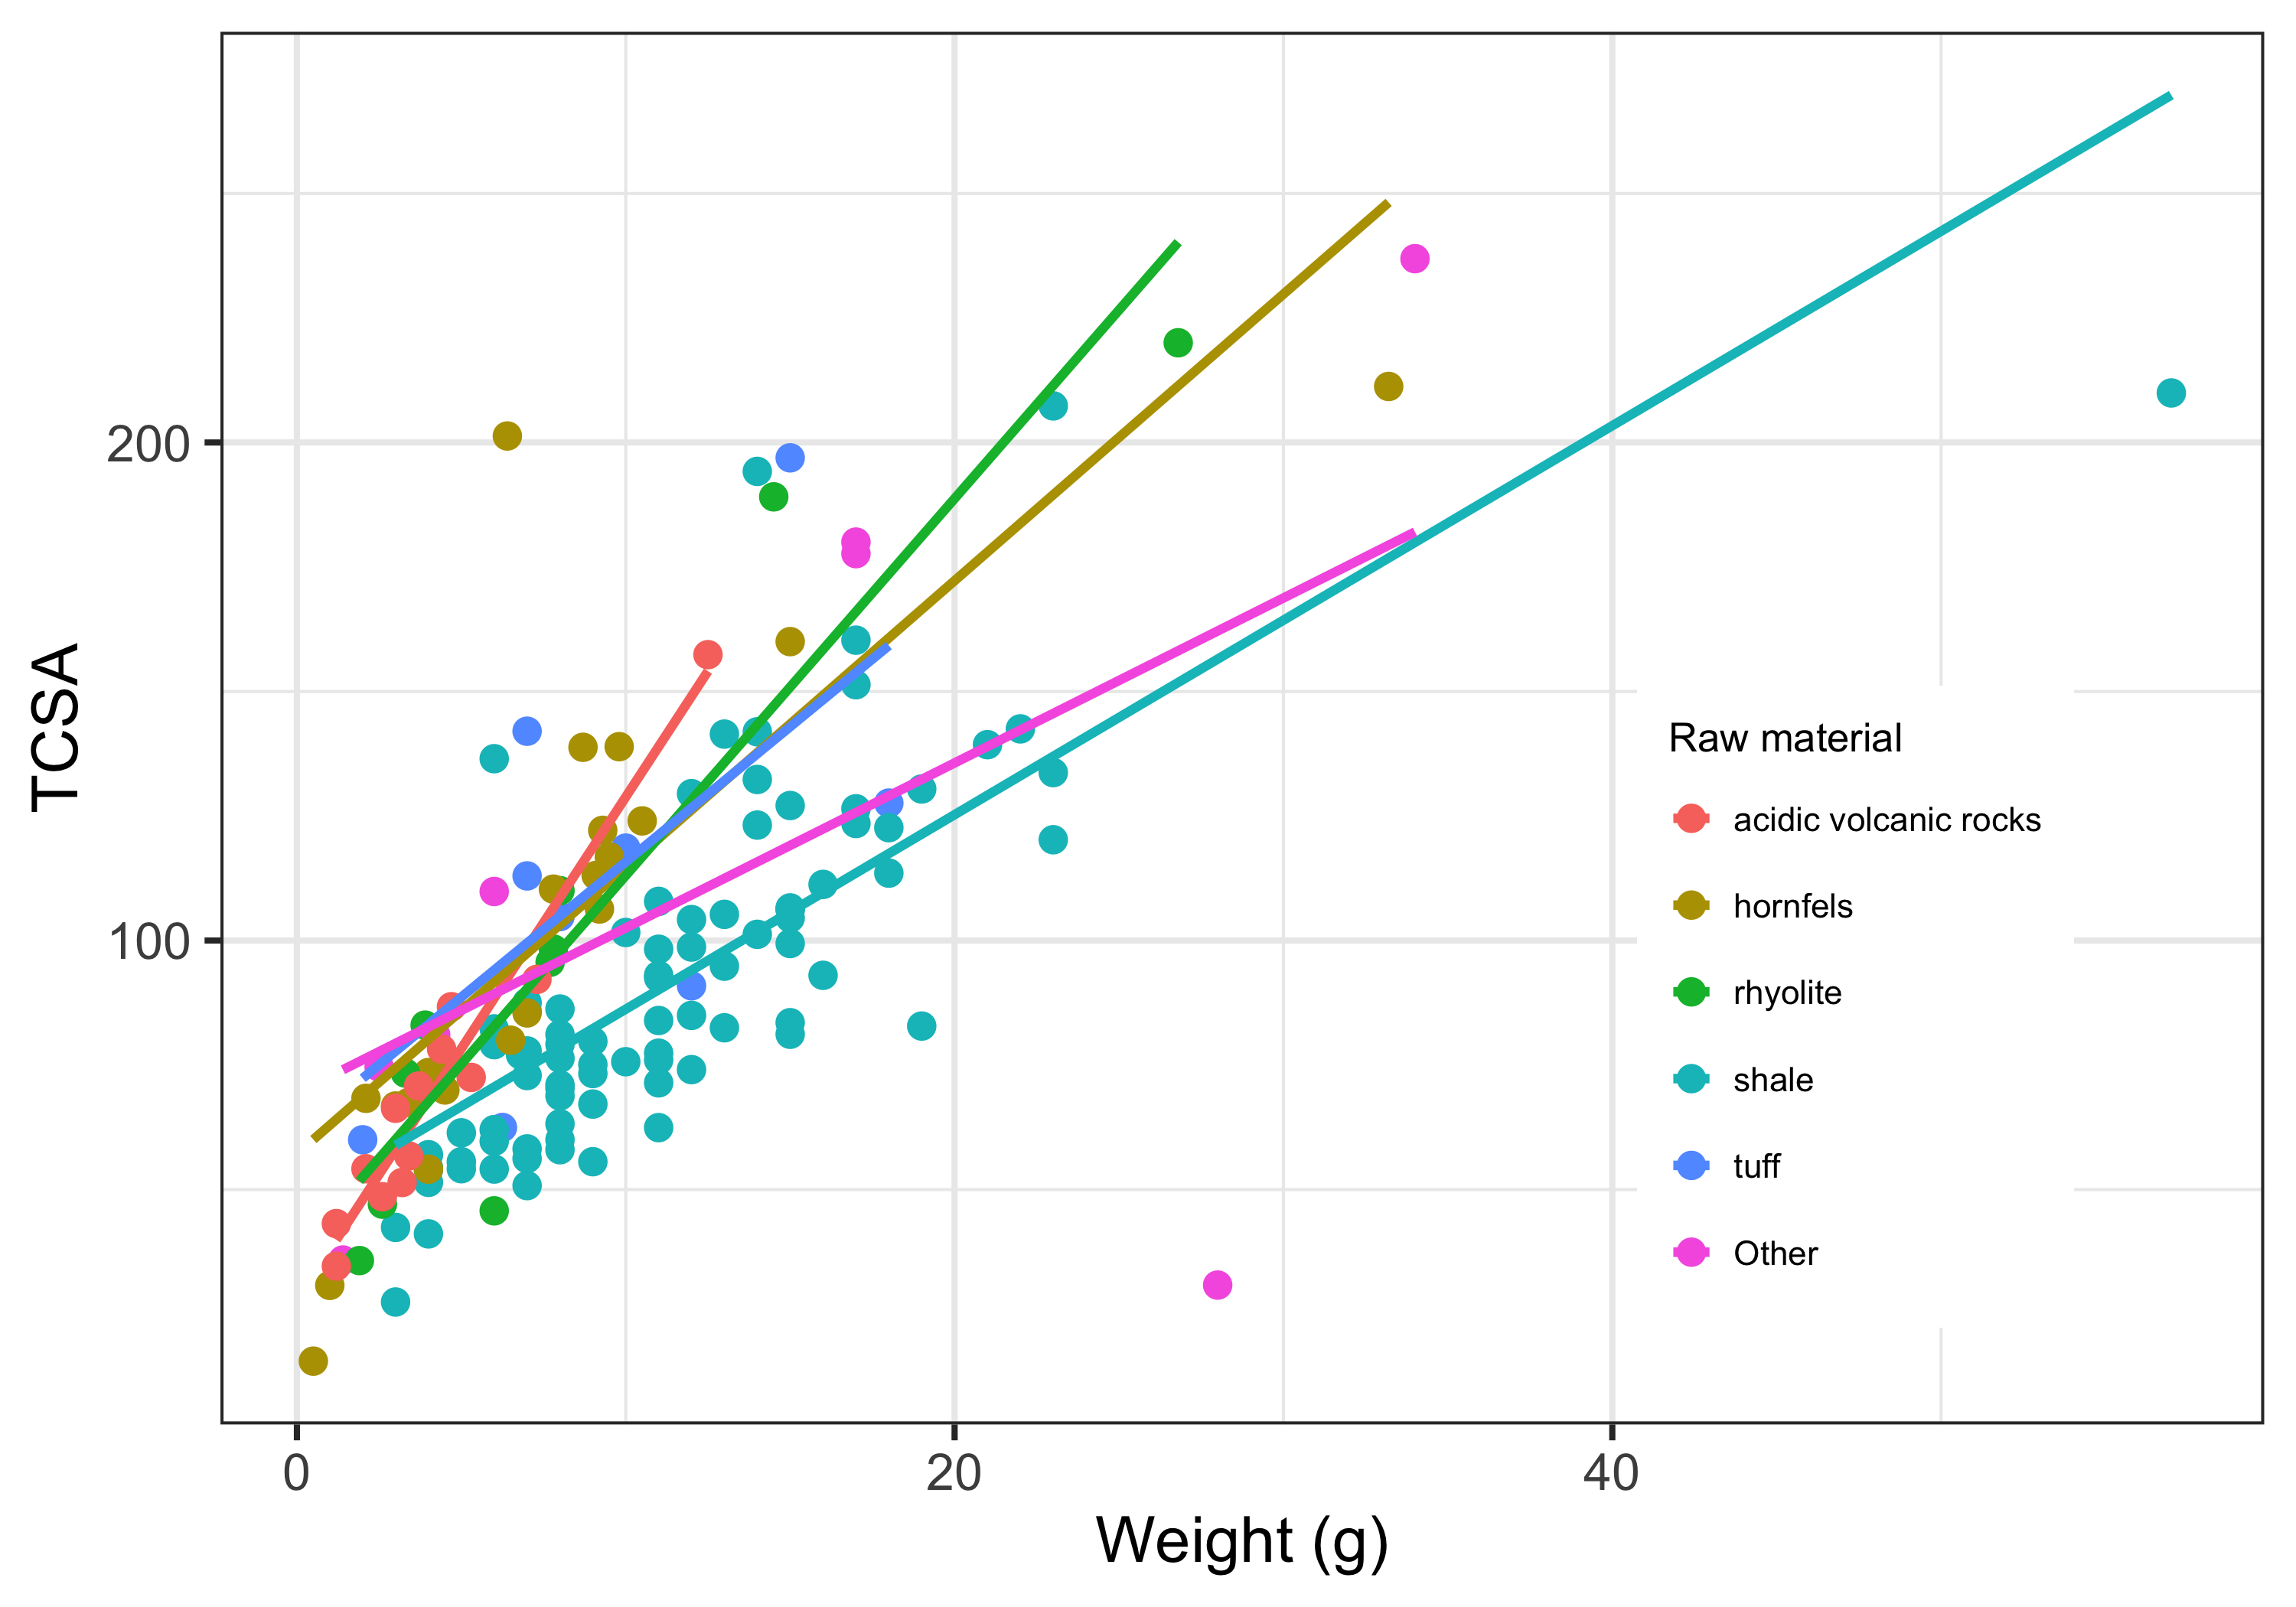 TCSA
200
100
0
20
40
Weight (g)
Raw material
acidic volcanic rocks
hornfels
rhyolite
shale
tuff
Other